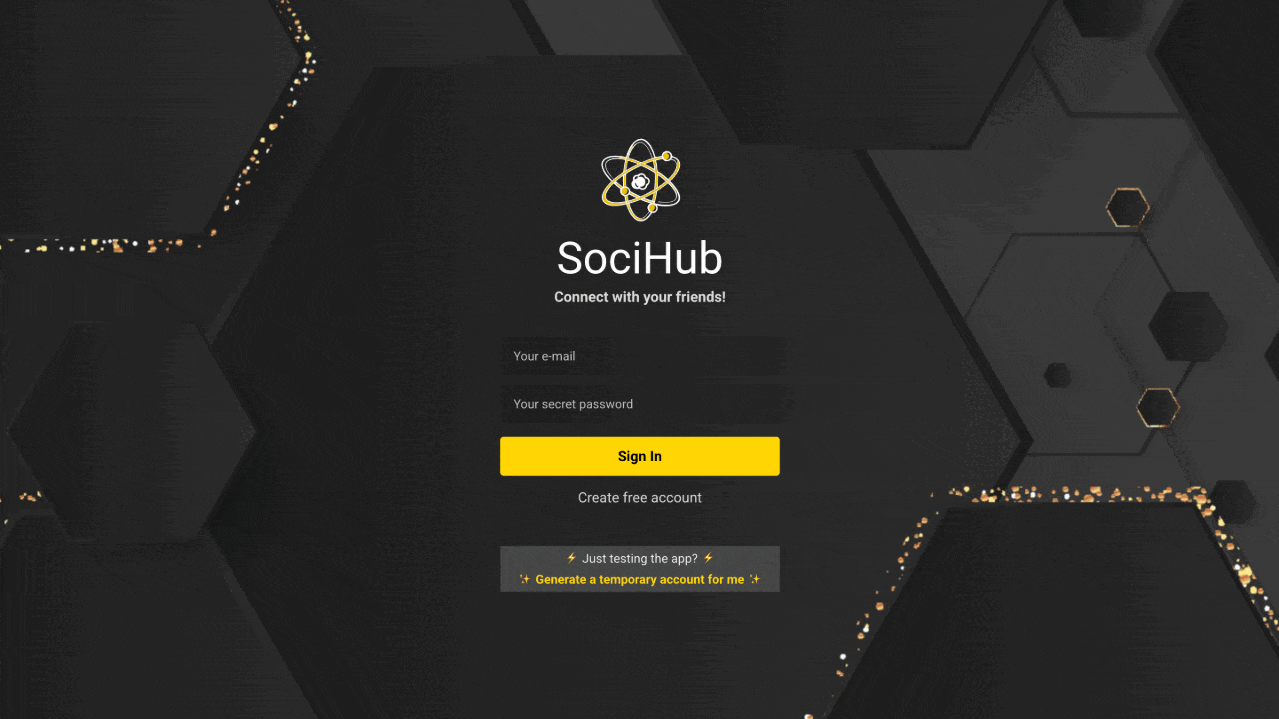 SociHub
Connect with your friends!
Your e-mail
Your secret password
Sign In
Create free account
⚡ Just testing the app? ⚡
✨ Generate a temporary account for me ✨